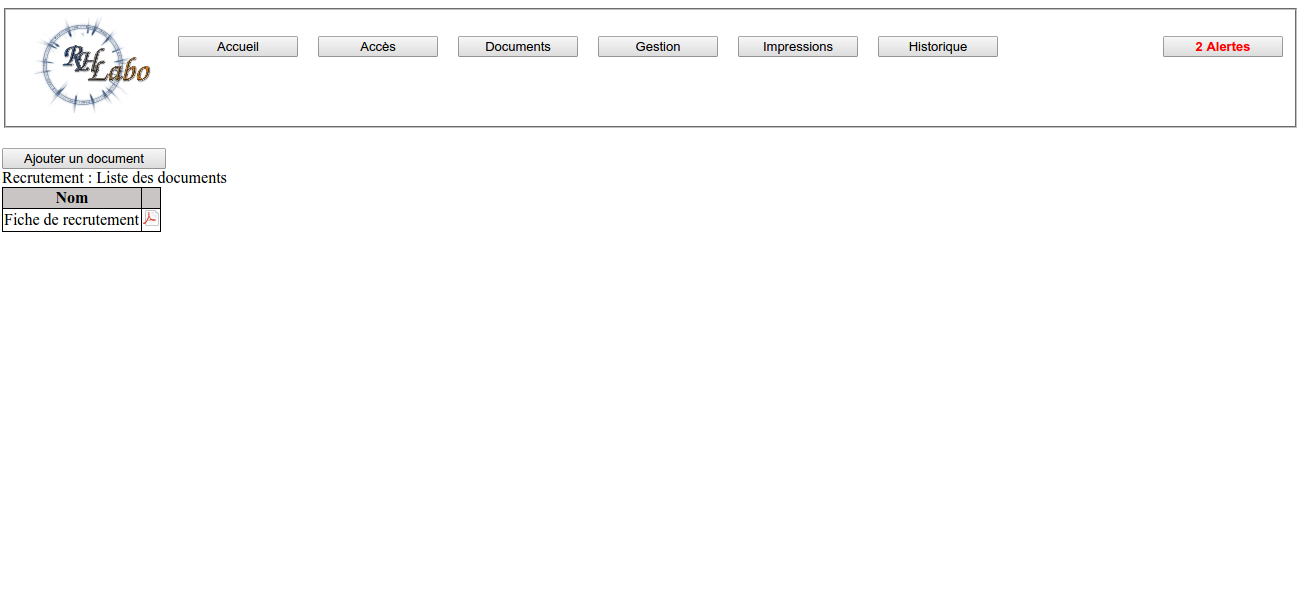 RH Labo
Accueil Accès Documents Gestion Impressions Historique 2 Alertes
Ajouter un document
Recrutement : Liste des documents
Nom
Fiche de recrutement